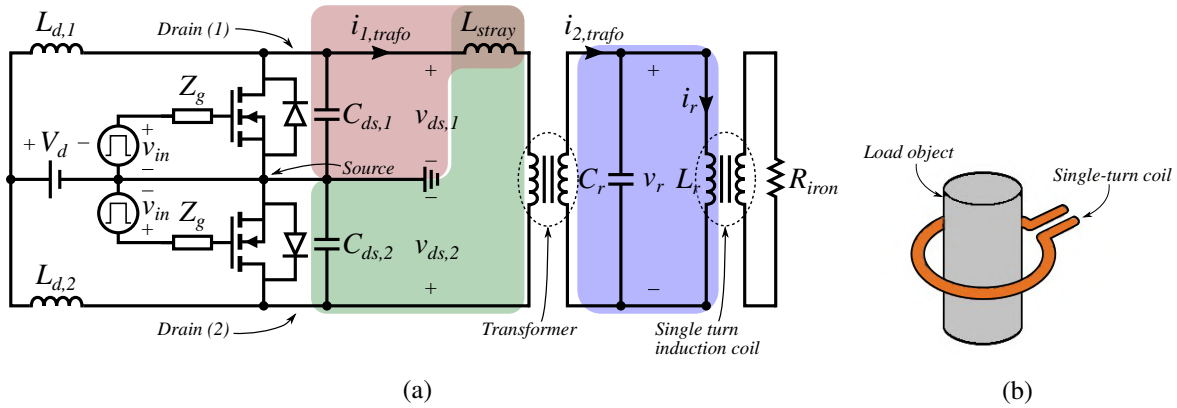 L_{d,1}
Drain (1)
i_{1,trafo}
L_{stray}
i_{2,trafo}
Z_g
+
+
C_{ds,1}
v_{ds,1}
i_r
+ V_d −
+
v_{in}
−
Source
−
Load object
Single-turn coil
−
v_{in}
+
Z_g
−
C_r
v_r
L_r
R_{iron}
C_{ds,2}
v_{ds,2}
L_{d,2}
+
−
Drain (2)
Transformer
Single turn
induction coil
(a)
(b)